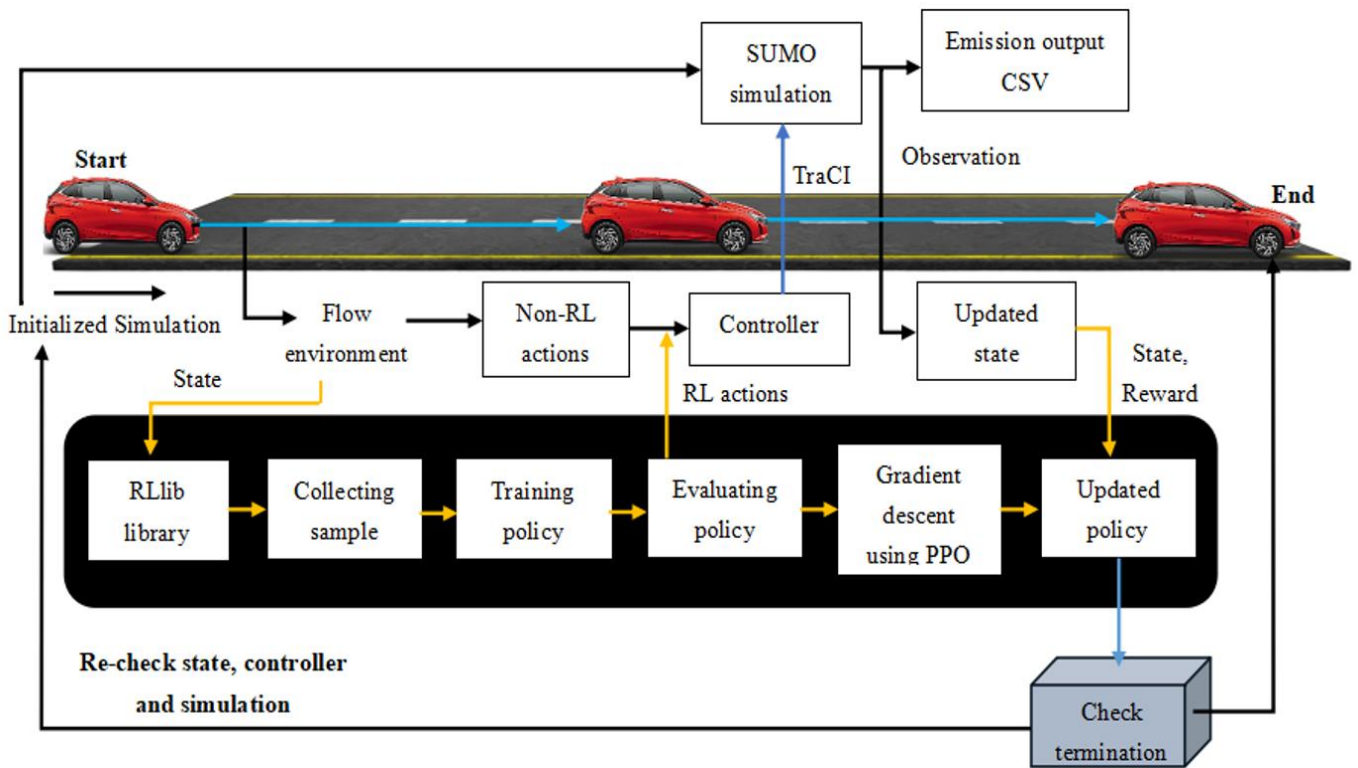 SUMO
simulation
Emission output
CSV
Start
TraCI
Observation
End
Initialized Simulation
Flow
environment
Non-RL
actions
Controller
Updated
state
State
RL actions
State,
Reward
RLlib
library
Collecting
sample
Training
policy
Evaluating
policy
Gradient
descent
using PPO
Updated
policy
Re-check state, controller
and simulation
Check
termination